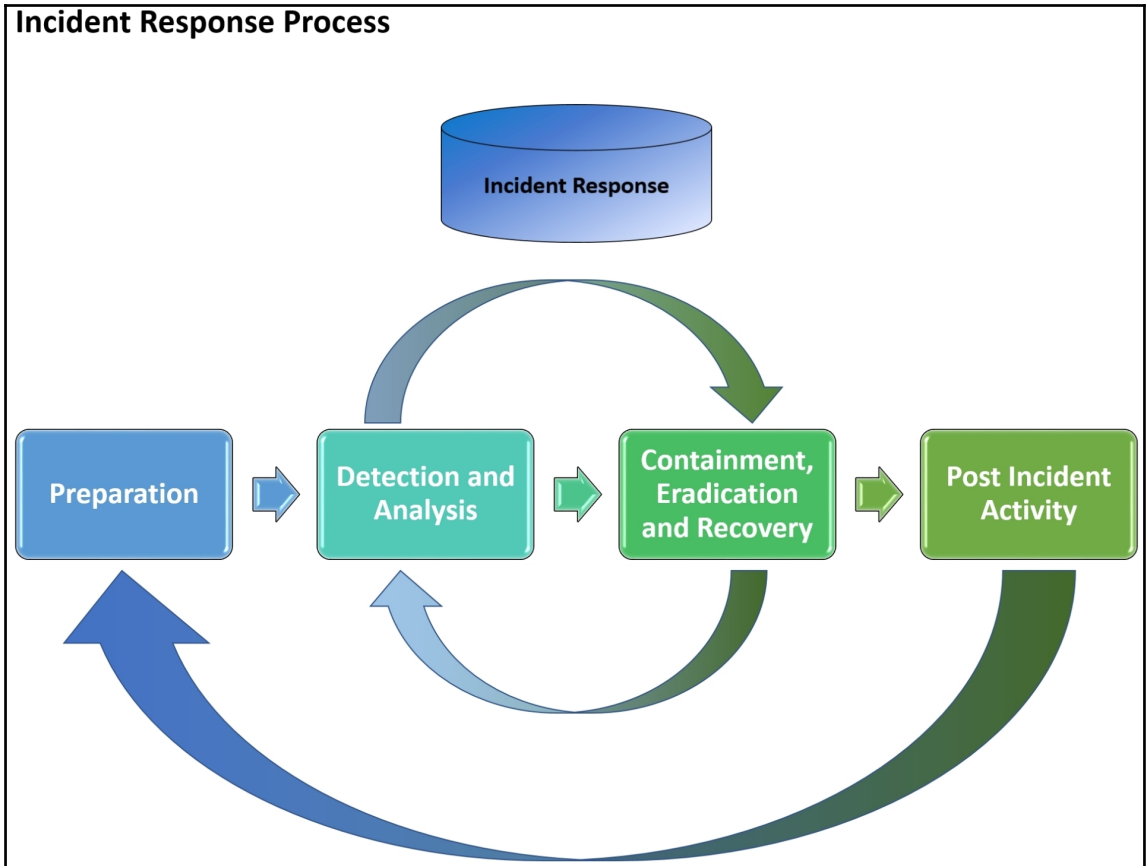 Incident Response Process
Incident Response
Preparation
Detection and
Analysis
Containment,
Eradication
and Recovery
Post Incident
Activity